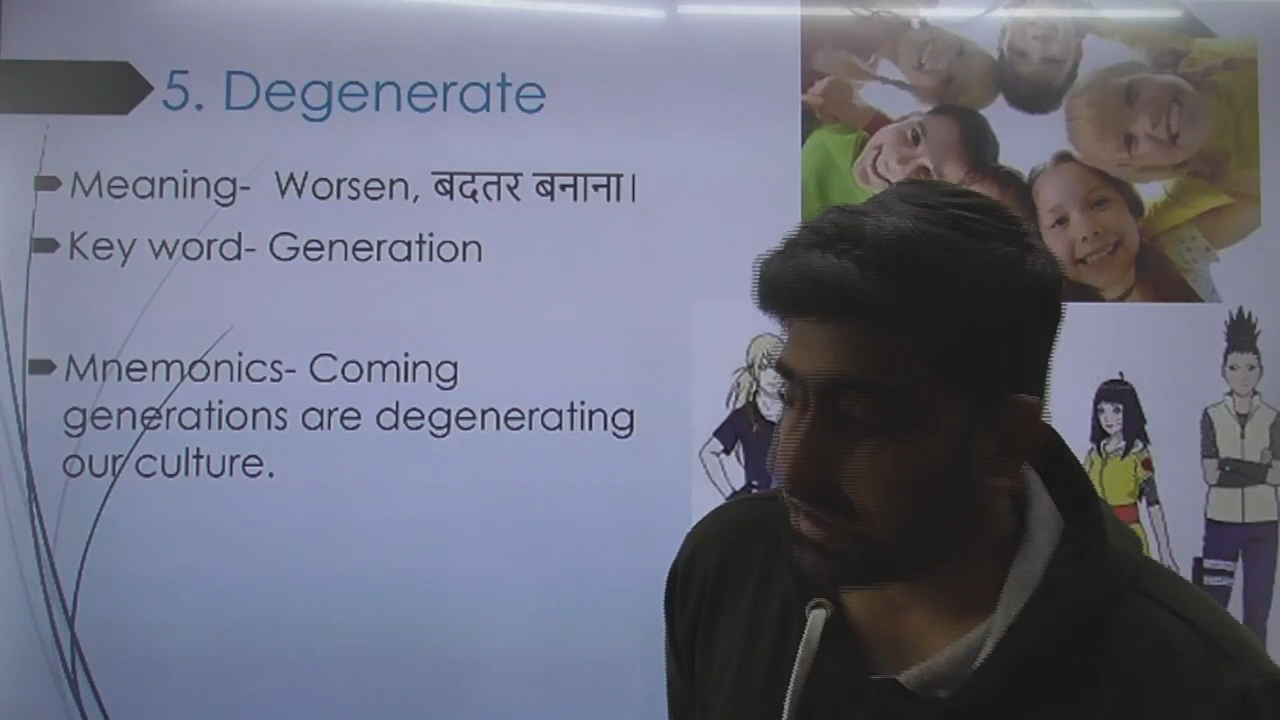 5. Degenerate
Meaning- Worsen, बदतर बनाना।
Key word- Generation
Mnemonics- Coming
generations are degenerating
our culture.